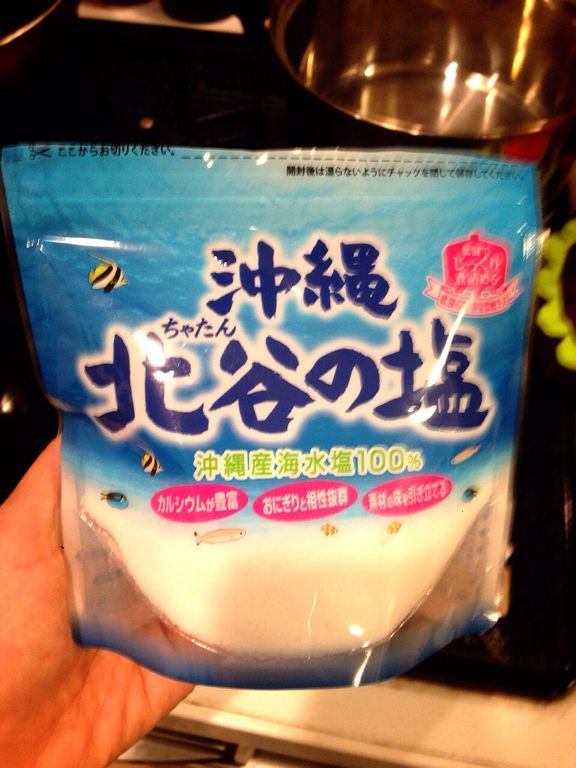 ここからお切りください。
開封後は湿らないようにチャックを閉じて保存してください。
沖縄
ちゃたん
北谷の塩
沖縄産海水塩100%
カルシウムが豊富
おにぎりと相性抜群
素材の味を引き立てる